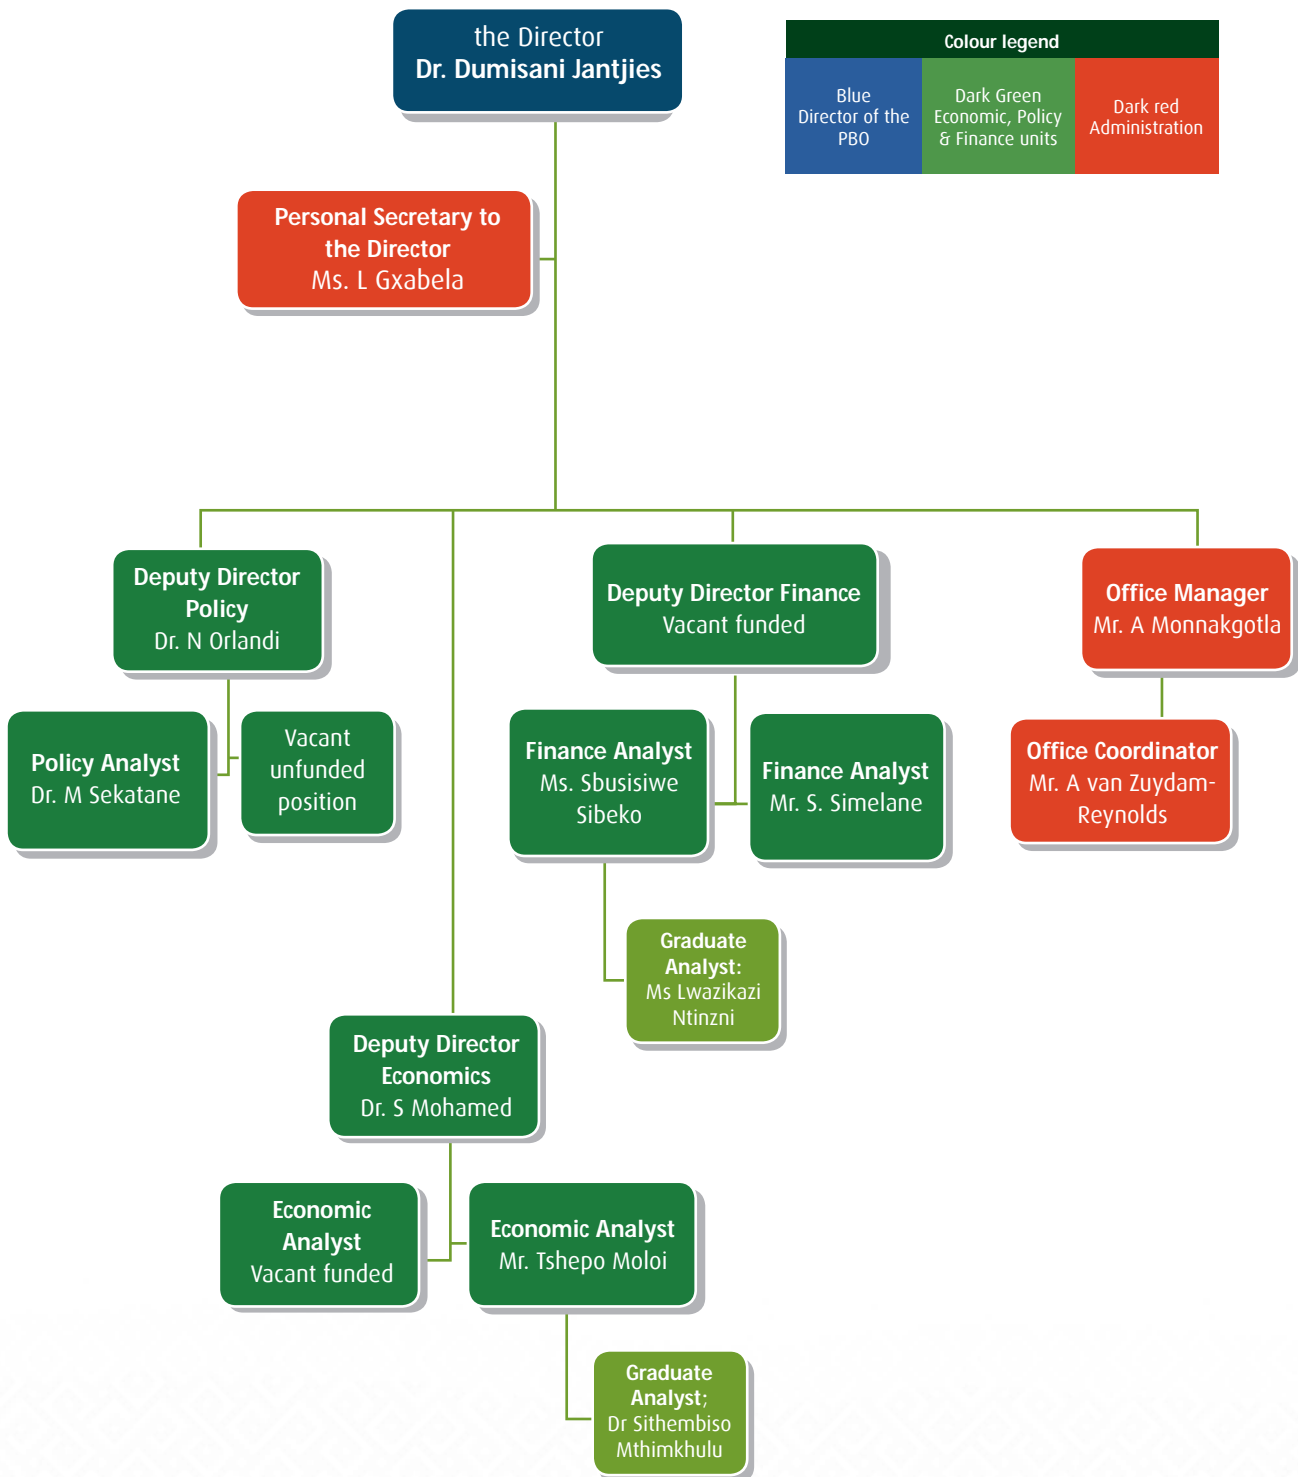 the Director
Dr. Dumisani Jantjies
Colour legend
Blue
Director of the
PBO
Dark Green
Economic, Policy
& Finance units
Dark red
Administration
Personal Secretary to
the Director
Ms. L Gxabela
Deputy Director
Policy
Dr. N Orlandi
Deputy Director Finance
Vacant funded
Office Manager
Mr. A Monnakgotla
Policy Analyst
Dr. M Sekatane
Vacant
unfunded
position
Finance Analyst
Ms. Sbusisiwe
Sibeko
Finance Analyst
Mr. S. Simelane
Office Coordinator
Mr. A van Zuydam-
Reynolds
Graduate
Analyst:
Ms Lwazikazi
Ntinzni
Deputy Director
Economics
Dr. S Mohamed
Economic
Analyst
Vacant funded
Economic Analyst
Mr. Tshepo Moloi
Graduate
Analyst;
Dr Sithembiso
Mthimkhulu